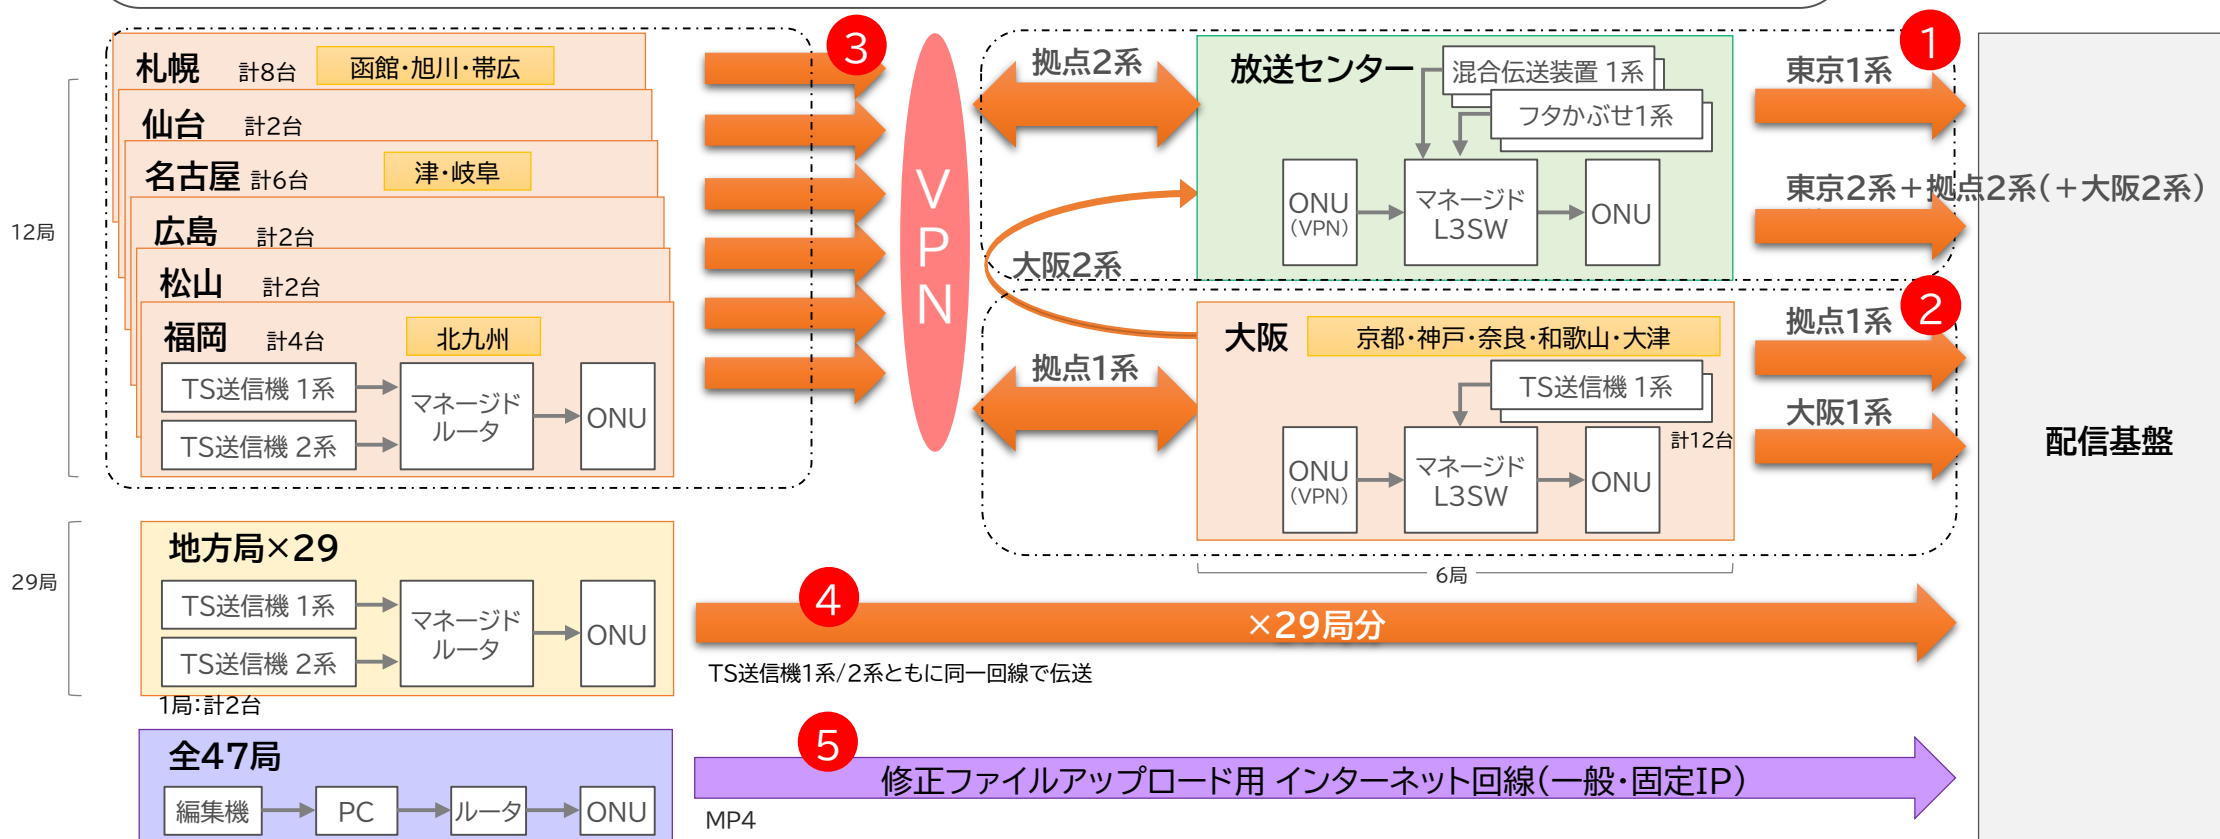 札幌 計8台 函館・旭川・帯広
仙台 計2台
名古屋 計6台 津・岐阜
広島 計2台
松山 計2台
福岡 計4台 北九州
TS送信機 1系
TS送信機 2系
マネージド
ルータ
ONU
12局
3
VPN
拠点2系
大阪2系
拠点1系
1
放送センター
混合伝送装置 1系
フタかぶせ1系
ONU
(VPN)
マネージド
L3SW
ONU
東京1系
東京2系＋拠点2系(＋大阪2系)
2
大阪 京都・神戸・奈良・和歌山・大津
TS送信機 1系
計12台
ONU
(VPN)
マネージド
L3SW
ONU
6局
拠点1系
大阪1系
配信基盤
29局
地方局×29
TS送信機 1系
TS送信機 2系
マネージド
ルータ
ONU
1局：計2台
4
×29局分
TS送信機1系/2系ともに同一回線で伝送
全47局
編集機
PC
ルータ
ONU
5
修正ファイルアップロード用 インターネット回線(一般・固定IP)
MP4